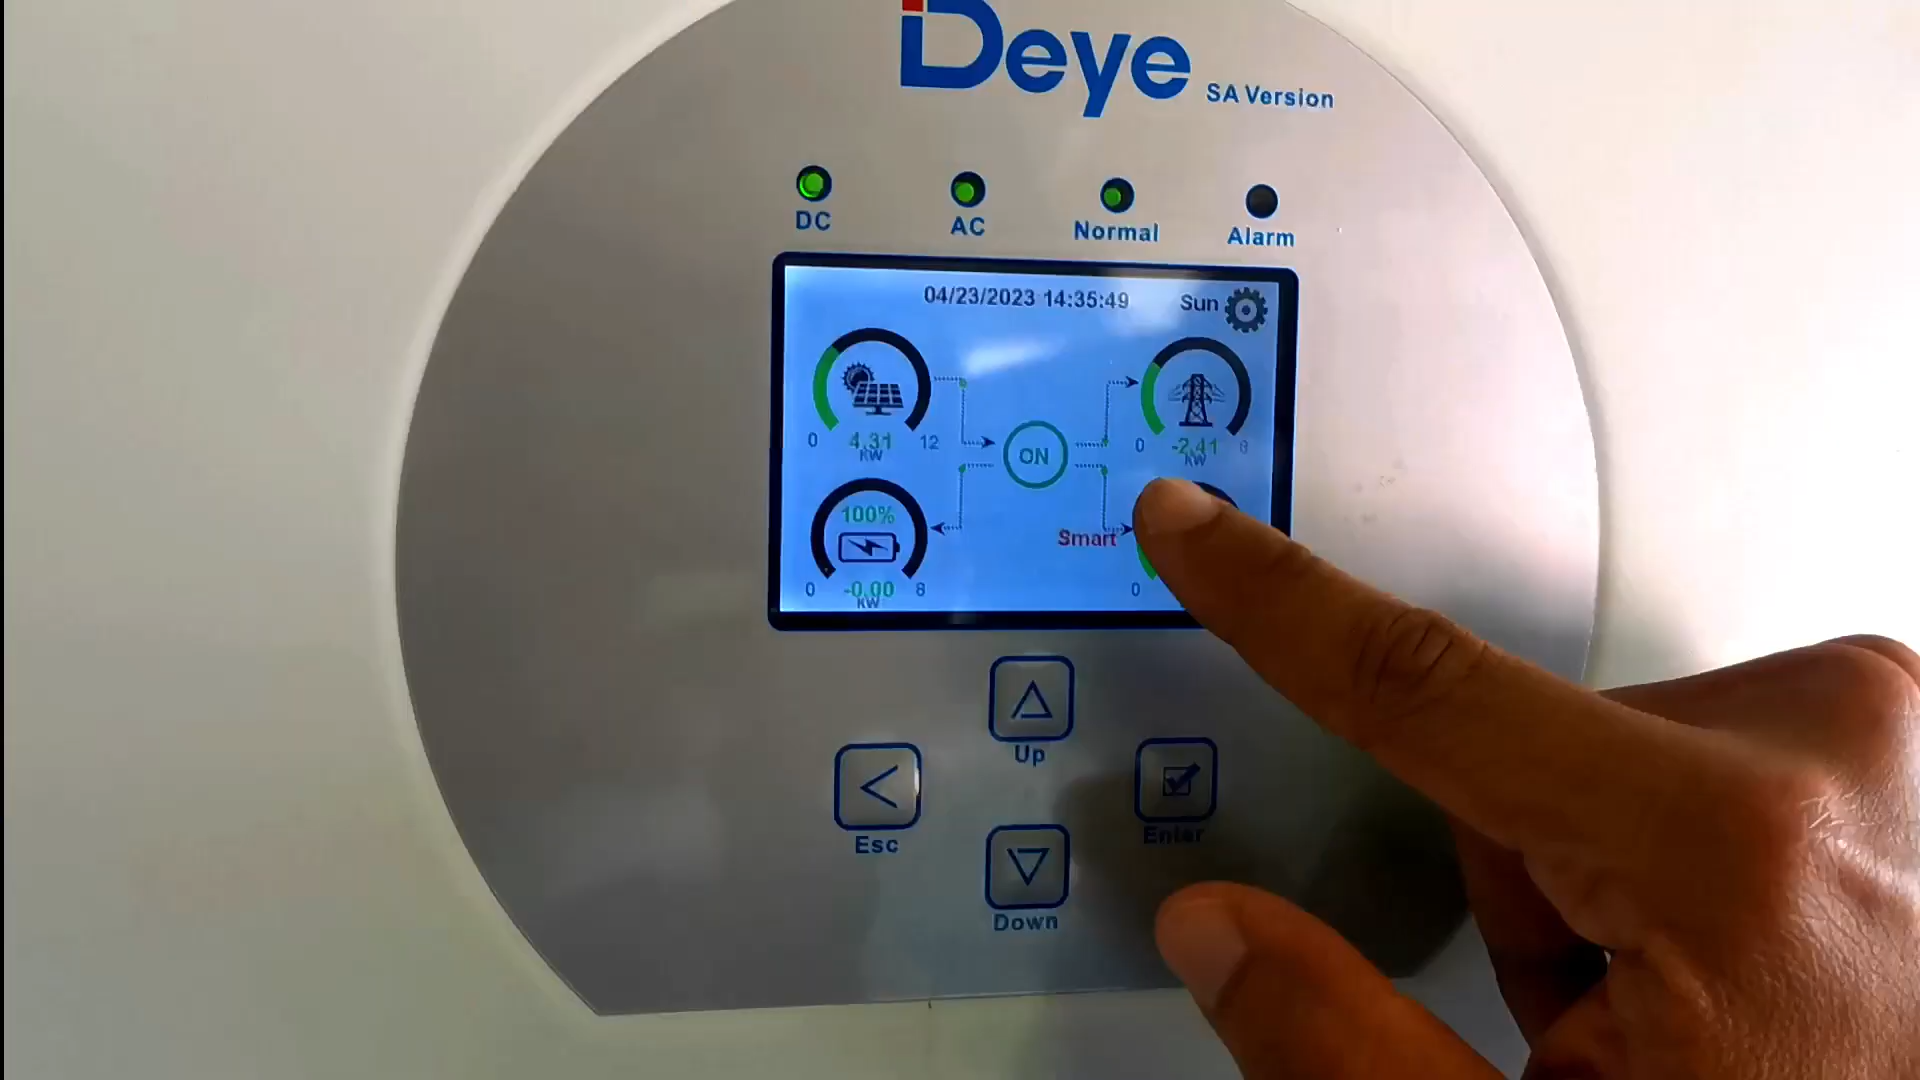 Deye SA Version
DC AC Normal Alarm
04/23/2023 14:35:49 Sun
0 4.31 12
KW
ON
0 -2.41 8
KW
100%
Smart
0 -0.00 8
KW
0
Up
Esc
Enter
Down